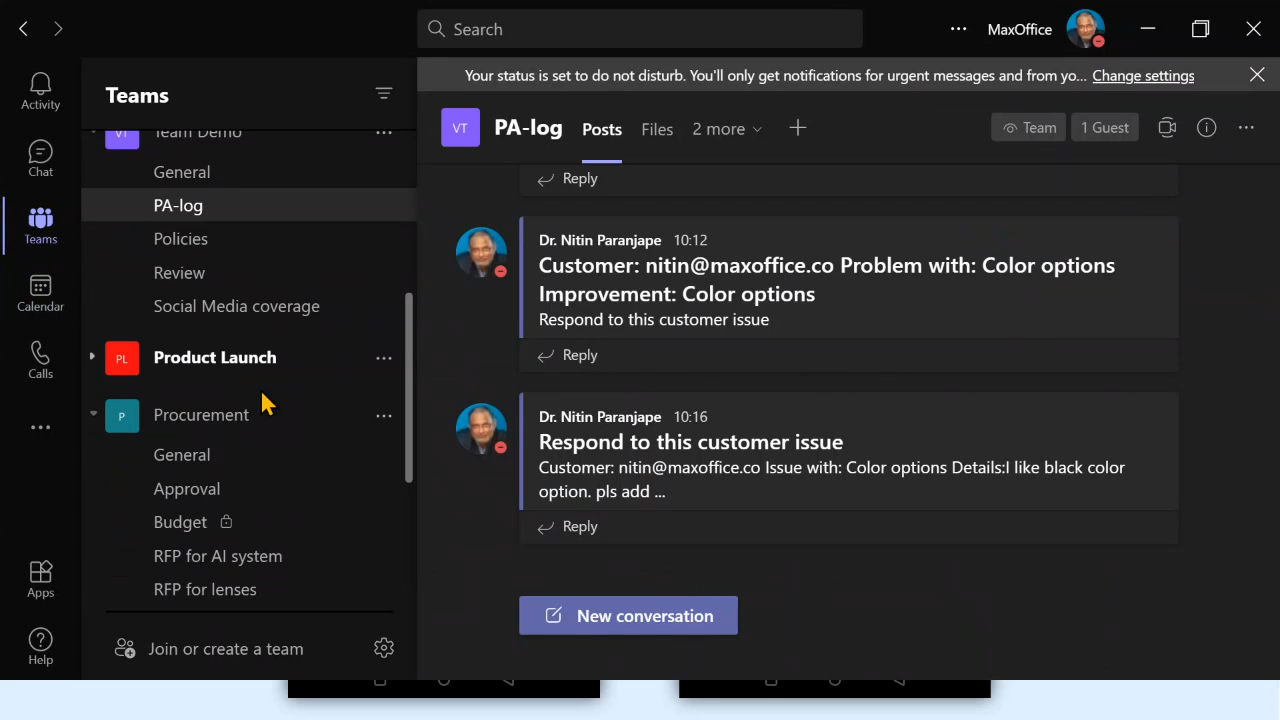 Search
MaxOffice
Activity
Chat
Teams
Calendar
Calls
Apps
Help
Teams
VT
Team Demo
General
PA-log
Policies
Review
Social Media coverage
PL
Product Launch
P
Procurement
General
Approval
Budget
RFP for AI system
RFP for lenses
Join or create a team
Your status is set to do not disturb. You'll only get notifications for urgent messages and from yo... Change settings
VT
PA-log Posts Files 2 more
Team
1 Guest
Reply
Dr. Nitin Paranjape 10:12
Customer: nitin@maxoffice.co Problem with: Color options
Improvement: Color options
Respond to this customer issue
Reply
Dr. Nitin Paranjape 10:16
Respond to this customer issue
Customer: nitin@maxoffice.co Issue with: Color options Details:I like black color
option. pls add ...
Reply
New conversation